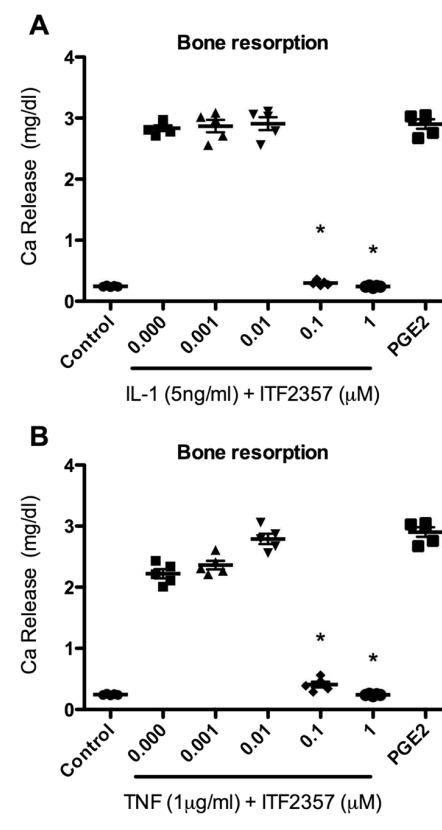 A
Bone resorption
Ca Release (mg/dl)
4
3
2
1
0
*
*
Control
0.000
0.001
0.01
0.1
1
PGE2
IL-1 (5ng/ml) + ITF2357 (μM)
B
Bone resorption
Ca Release (mg/dl)
4
3
2
1
0
*
*
Control
0.000
0.001
0.01
0.1
1
PGE2
TNF (1μg/ml) + ITF2357 (μM)